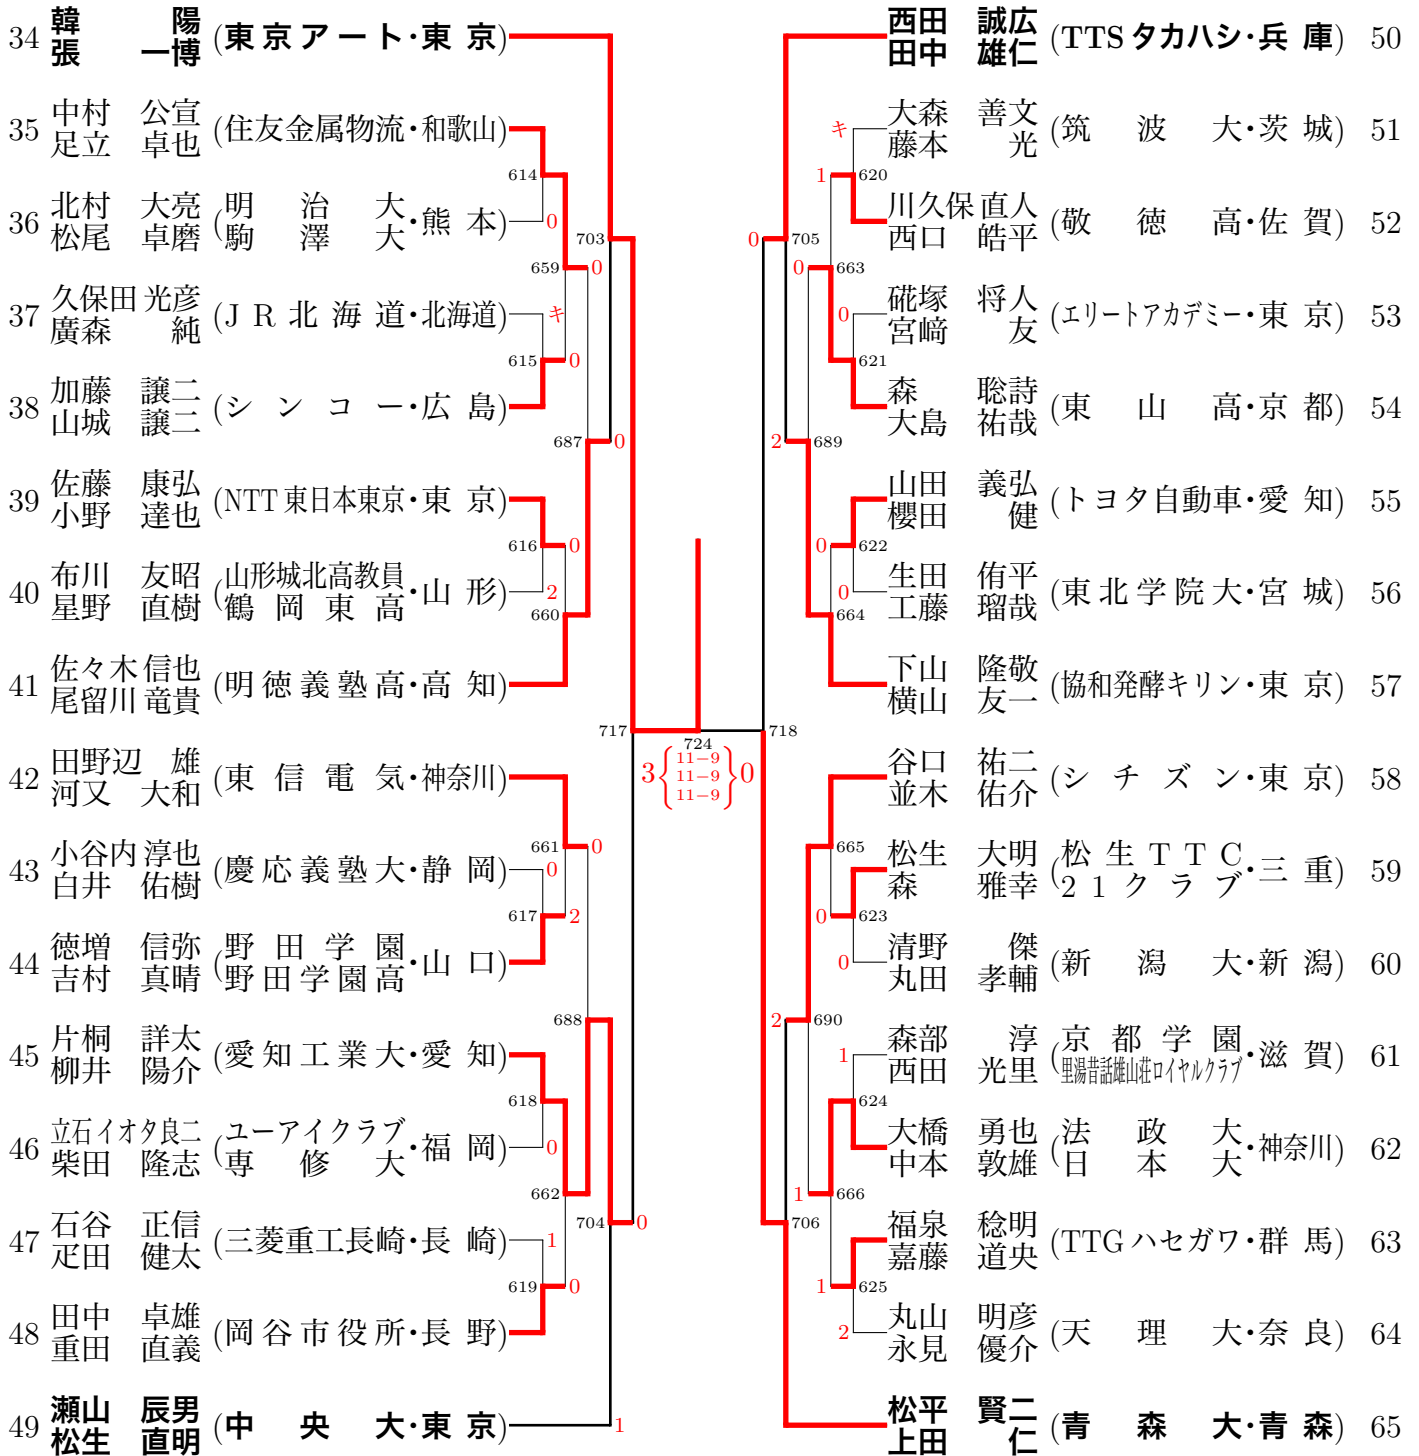 34 韓 陽 張 一博 (東京アート・東京)
35 中村 公宣 足立 卓也 (住友金属物流・和歌山)
36 北村 大亮 松尾 卓磨 (明治大 駒澤大・熊本)
37 久保田 光彦 廣森 純 (JR北海道・北海道)
38 加藤 譲二 山城 譲二 (シンコー・広島)
39 佐藤 康弘 小野 達也 (NTT東日本東京・東京)
40 布川 友昭 星野 直樹 (山形城北高教員 鶴岡東高・山形)
41 佐々木 信也 尾留川 竜貴 (明徳義塾高・高知)
42 田野辺 雄 河又 大和 (東信電気・神奈川)
43 小谷内 淳也 白井 佑樹 (慶応義塾大・静岡)
44 徳増 信弥 吉村 真晴 (野田学園 野田学園高・山口)
45 片桐 詳太 柳井 陽介 (愛知工業大・愛知)
46 立石イオタ良二 柴田 隆志 (ユーアイクラブ 専修大・福岡)
47 石谷 正信 疋田 健太 (三菱重工長崎・長崎)
48 田中 卓雄 重田 直義 (岡谷市役所・長野)
49 瀬山 辰男 松生 直明 (中央大・東京)
614 0
615 キ 0
659 0
703
616 2 0
660
687 0
717
661 0
617 0 2
688
618 0
662
619 1 0
704 0
1
724
3 { 11-9 11-9 11-9 } 0
718
キ 620 1
0 705
0 663
0 621
2 689
0 622
0 664
665
0 623
0
2 690
1 624
1 666
1 625
2
706
西田 誠広 田中 雄仁 (TTSタカハシ・兵庫) 50
大森 善文 藤本 光 (筑波大・茨城) 51
川久保 直人 西口 皓平 (敬徳高・佐賀) 52
硴塚 将人 宮﨑 友 (エリートアカデミー・東京) 53
森 聡詩 大島 祐哉 (東山高・京都) 54
山田 義弘 櫻田 健 (トヨタ自動車・愛知) 55
生田 侑平 工藤 瑠哉 (東北学院大・宮城) 56
下山 隆敬 横山 友一 (協和発酵キリン・東京) 57
谷口 祐二 並木 佑介 (シチズン・東京) 58
松生 大明 森 雅幸 (松生TTC 21クラブ・三重) 59
清野 傑 丸田 孝輔 (新潟大・新潟) 60
森部 淳 西田 光里 (京都学園 里湯昔話雄山荘ロイヤルクラブ・滋賀) 61
大橋 勇也 中本 敦雄 (法政大 日本大・神奈川) 62
福泉 稔明 嘉藤 道央 (TTGハセガワ・群馬) 63
丸山 明彦 永見 優介 (天理大・奈良) 64
松平 賢二 上田 仁 (青森大・青森) 65